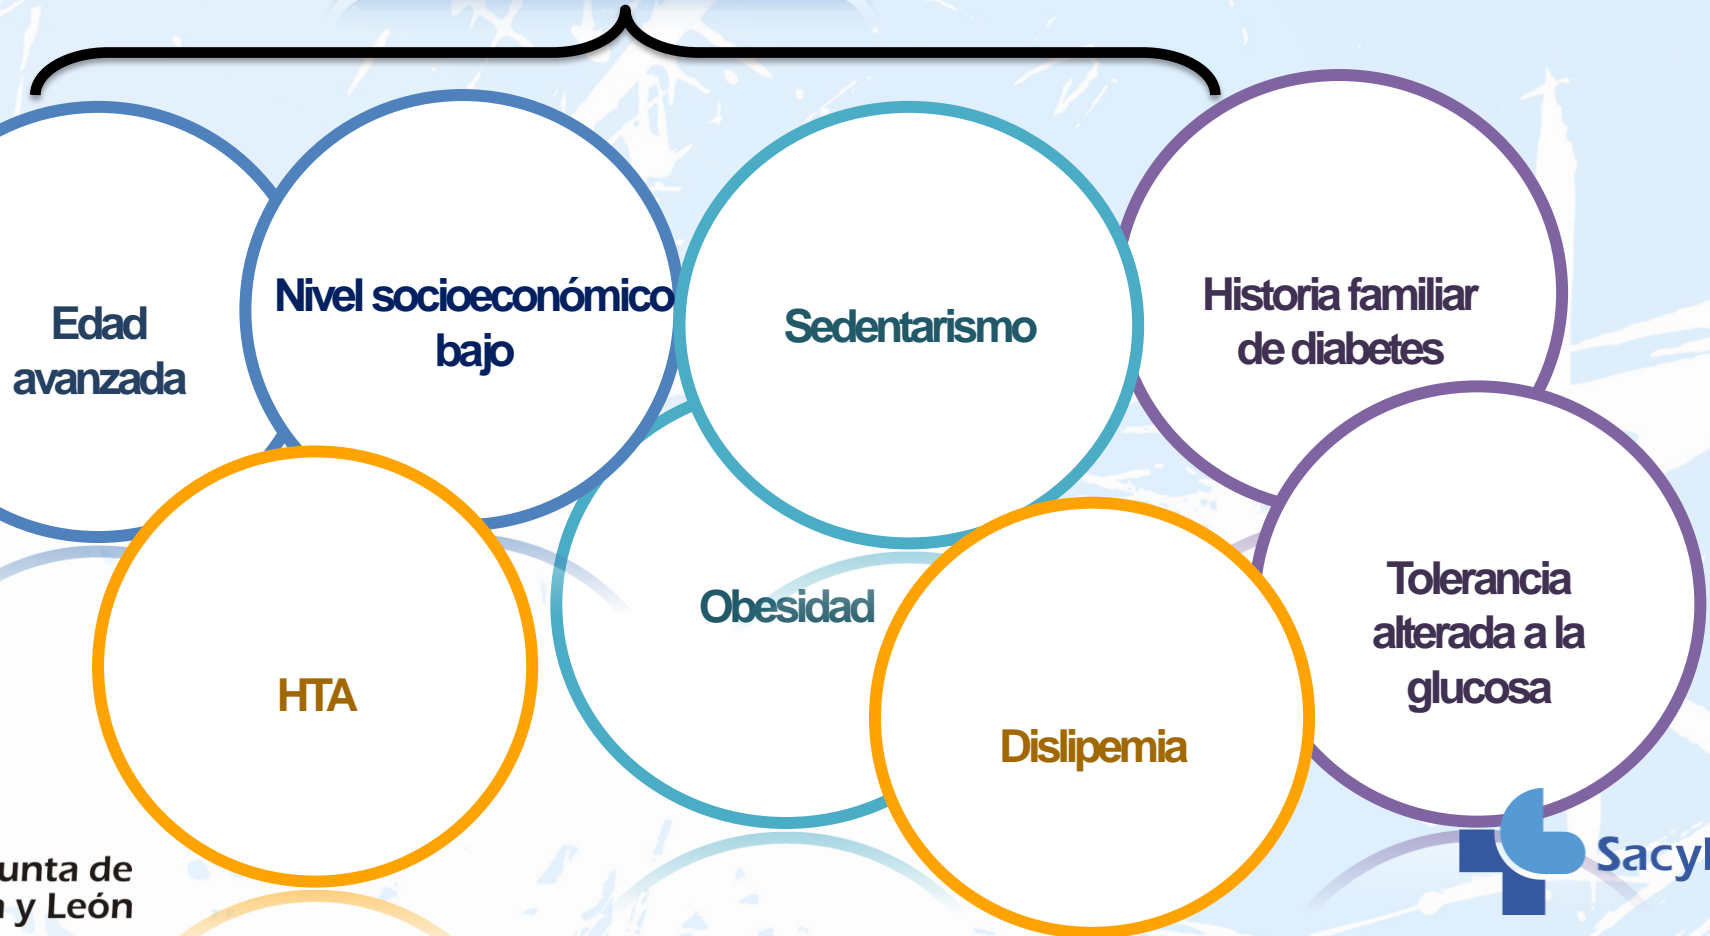 Edad
avanzada
Nivel socioeconómico
bajo
Sedentarismo
Historia familiar
de diabetes
HTA
Obesidad
Dislipemia
Tolerancia
alterada a la
glucosa
unta de
y León
Sacyl